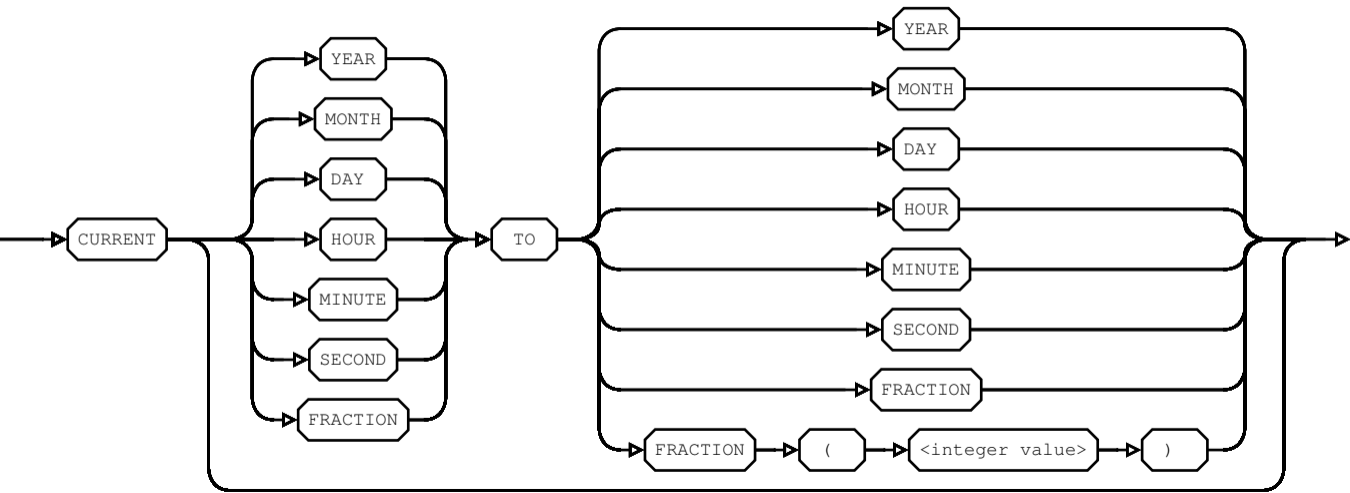 YEAR
MONTH
DAY
HOUR
MINUTE
SECOND
FRACTION
CURRENT
TO
YEAR
MONTH
DAY
HOUR
MINUTE
SECOND
FRACTION
FRACTION ( <integer value> )